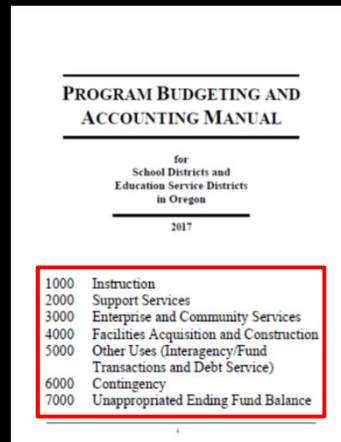 PROGRAM BUDGETING AND
ACCOUNTING MANUAL
for
School Districts and
Education Service Districts
in Oregon
2017
1000 Instruction
2000 Support Services
3000 Enterprise and Community Services
4000 Facilities Acquisition and Construction
5000 Other Uses (Interagency/Fund
Transactions and Debt Service)
6000 Contingency
7000 Unappropriated Ending Fund Balance
i